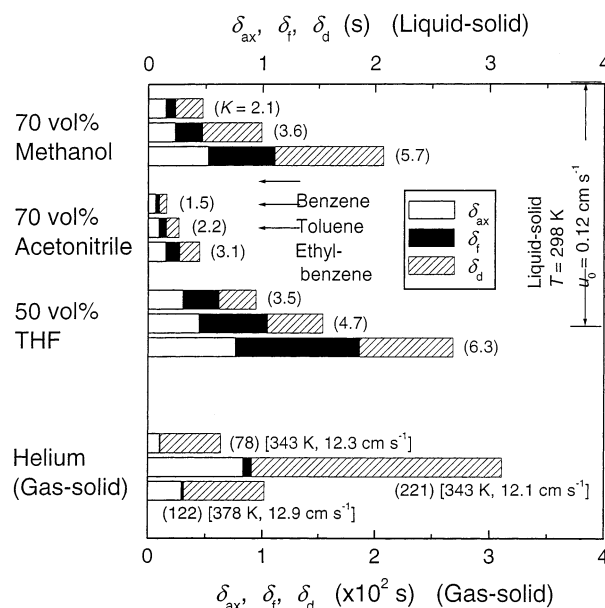 δax, δf, δd (s) (Liquid-solid)
0 1 2 3 4
70 vol%
Methanol
(K = 2.1)
(3.6)
(5.7)
70 vol%
Acetonitrile
(1.5)
(2.2)
(3.1)
Benzene
Toluene
Ethyl-
benzene
δax
δf
δd
Liquid-solid
T = 298 K
u0 = 0.12 cm s⁻¹
50 vol%
THF
(3.5)
(4.7)
(6.3)
Helium
(Gas-solid)
(78) [343 K, 12.3 cm s⁻¹]
(221) [343 K, 12.1 cm s⁻¹]
(122) [378 K, 12.9 cm s⁻¹]
0 1 2 3 4
δax, δf, δd (x10² s) (Gas-solid)